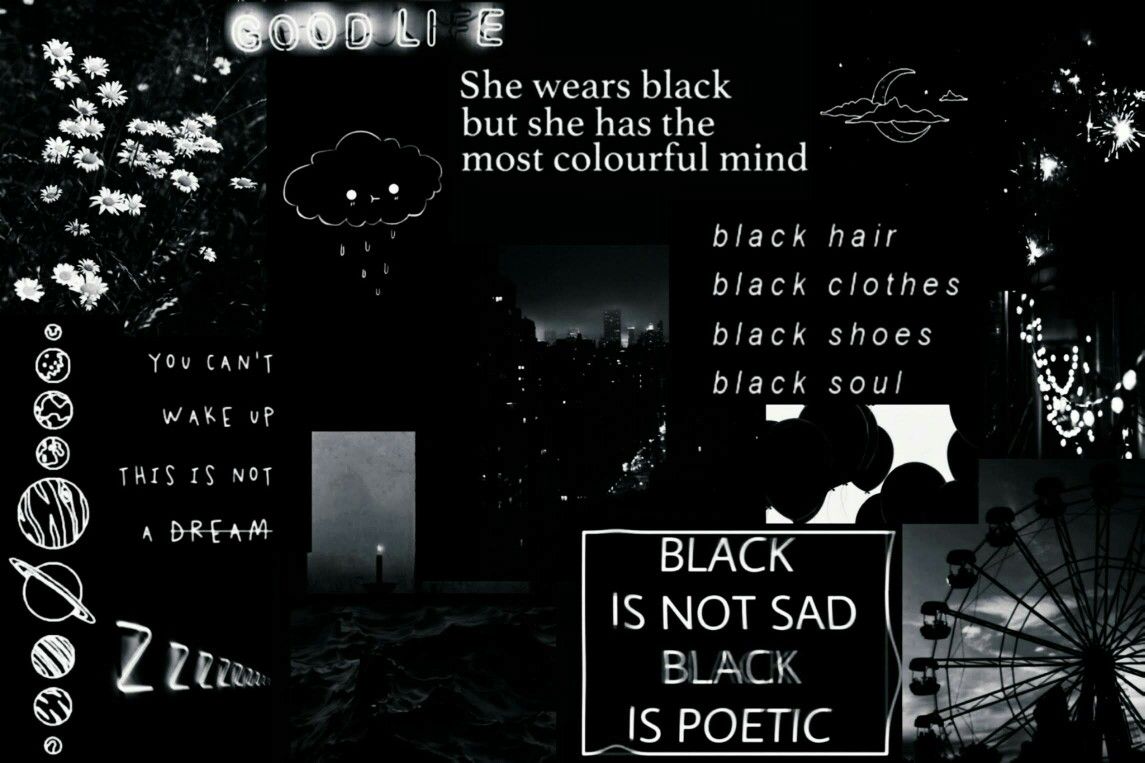 GOOD LIFE
She wears black
but she has the
most colourful mind
black hair
black clothes
black shoes
black soul
YOU CAN'T
WAKE UP
THIS IS NOT
A DREAM
Zzzzzzzzz
BLACK
IS NOT SAD
BLACK
IS POETIC